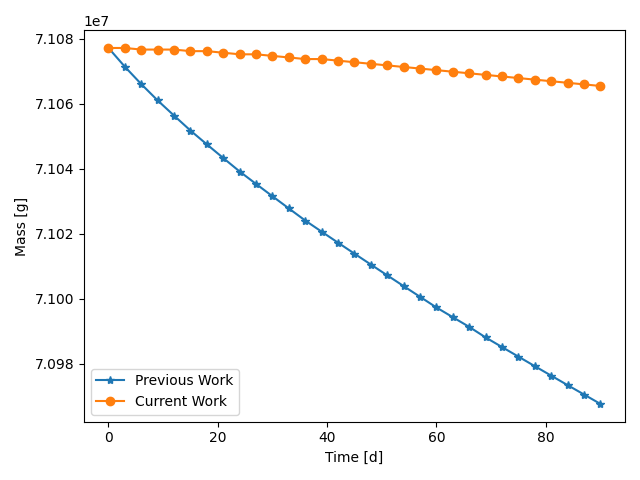 1e7
7.108
7.106
7.104
7.102
7.100
7.098
Mass [g]
Previous Work
Current Work
0 20 40 60 80
Time [d]